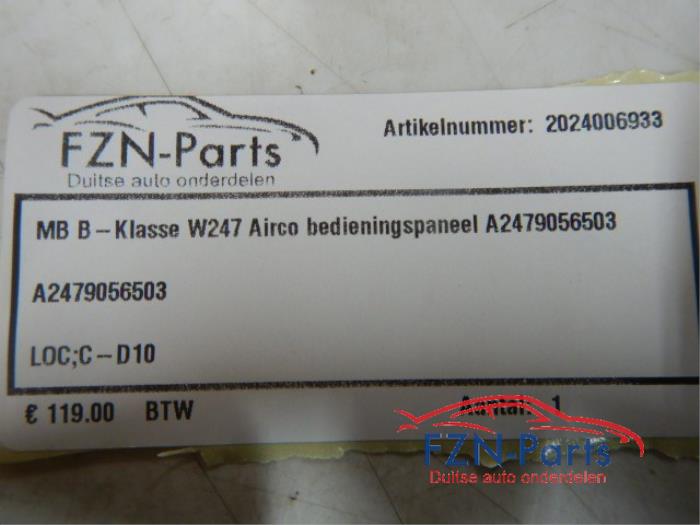 FZN-Parts
Duitse auto onderdelen
Artikelnummer: 2024006933
MB B-Klasse W247 Airco bedieningspaneel A2479056503
A2479056503
LOC;C-D10
€ 119.00 BTW
Aantal: 1
FZN-Parts
Duitse auto onderdelen